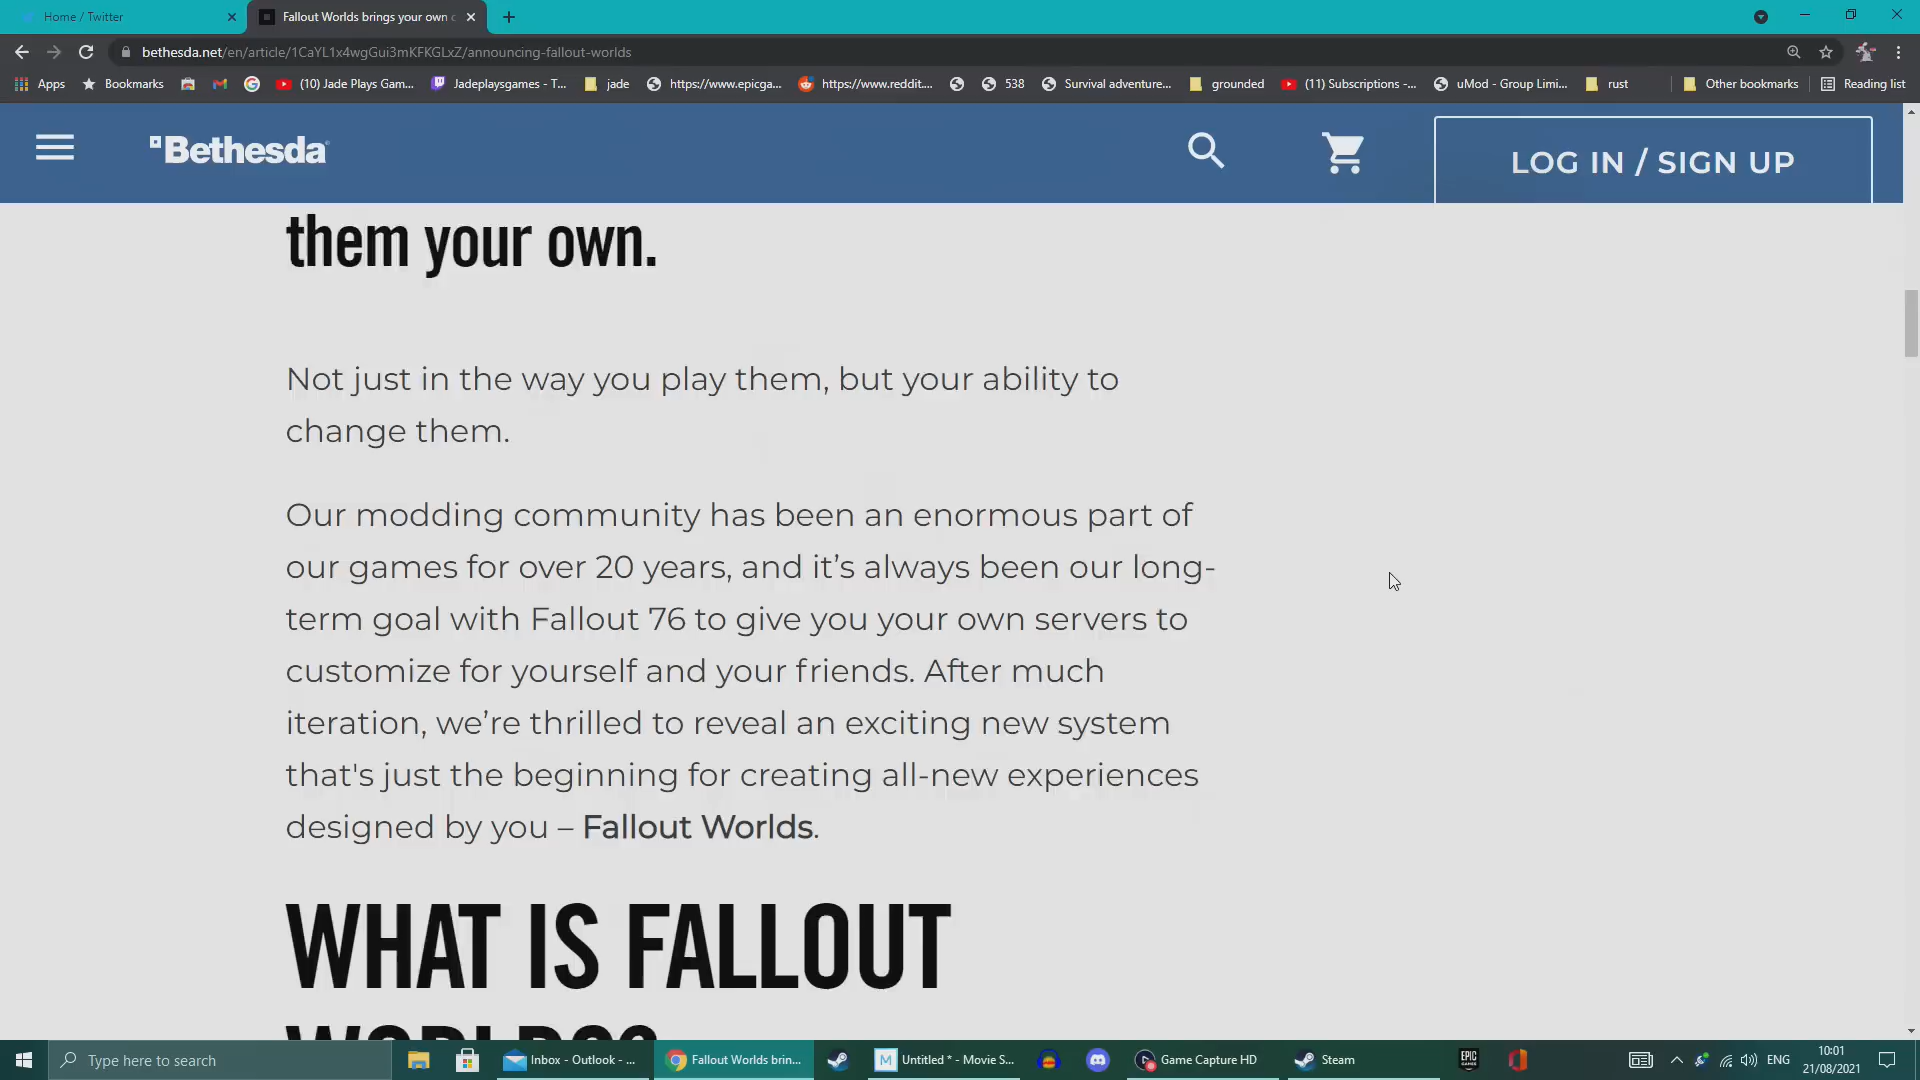 Home / Twitter
Fallout Worlds brings your own c
bethesda.net/en/article/1CaYL1x4wgGui3mKFKGLxZ/announcing-fallout-worlds
Apps
Bookmarks
(10) Jade Plays Gam...
Jadeplaysgames - T...
jade
https://www.epicga...
https://www.reddit....
538
Survival adventure...
grounded
(11) Subscriptions -...
uMod - Group Limi...
rust
Other bookmarks
Reading list
Bethesda
LOG IN / SIGN UP
them your own.
Not just in the way you play them, but your ability to
change them.
Our modding community has been an enormous part of
our games for over 20 years, and it’s always been our long-
term goal with Fallout 76 to give you your own servers to
customize for yourself and your friends. After much
iteration, we’re thrilled to reveal an exciting new system
that's just the beginning for creating all-new experiences
designed by you – Fallout Worlds.
WHAT IS FALLOUT
WORLDS?
Type here to search
Inbox - Outlook - ...
Fallout Worlds brin...
Untitled * - Movie S...
Game Capture HD
Steam
EPIC GAMES
ENG
10:01
21/08/2021